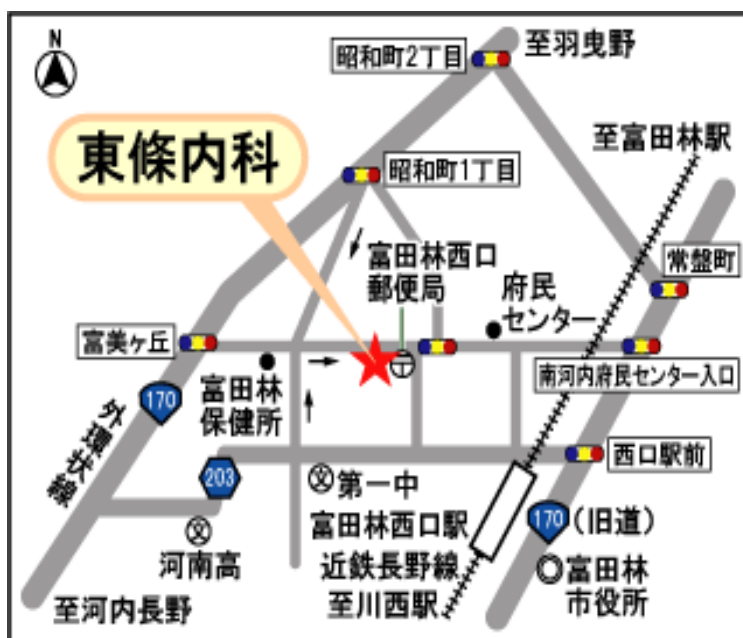 N
昭和町2丁目
至羽曳野
東條内科
至富田林駅
昭和町1丁目
富田林西口
郵便局
府民
センター
常盤町
富美ヶ丘
〒
南河内府民センター入口
170
外環状線
富田林
保健所
203
文
第一中
西口駅前
文
河南高
富田林西口駅
近鉄長野線
至川西駅
170
(旧道)
富田林
市役所
至河内長野